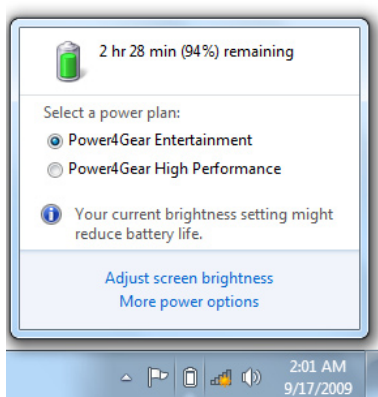 2 hr 28 min (94%) remaining
Select a power plan:
Power4Gear Entertainment
Power4Gear High Performance
Your current brightness setting might
reduce battery life.
Adjust screen brightness
More power options
2:01 AM
9/17/2009